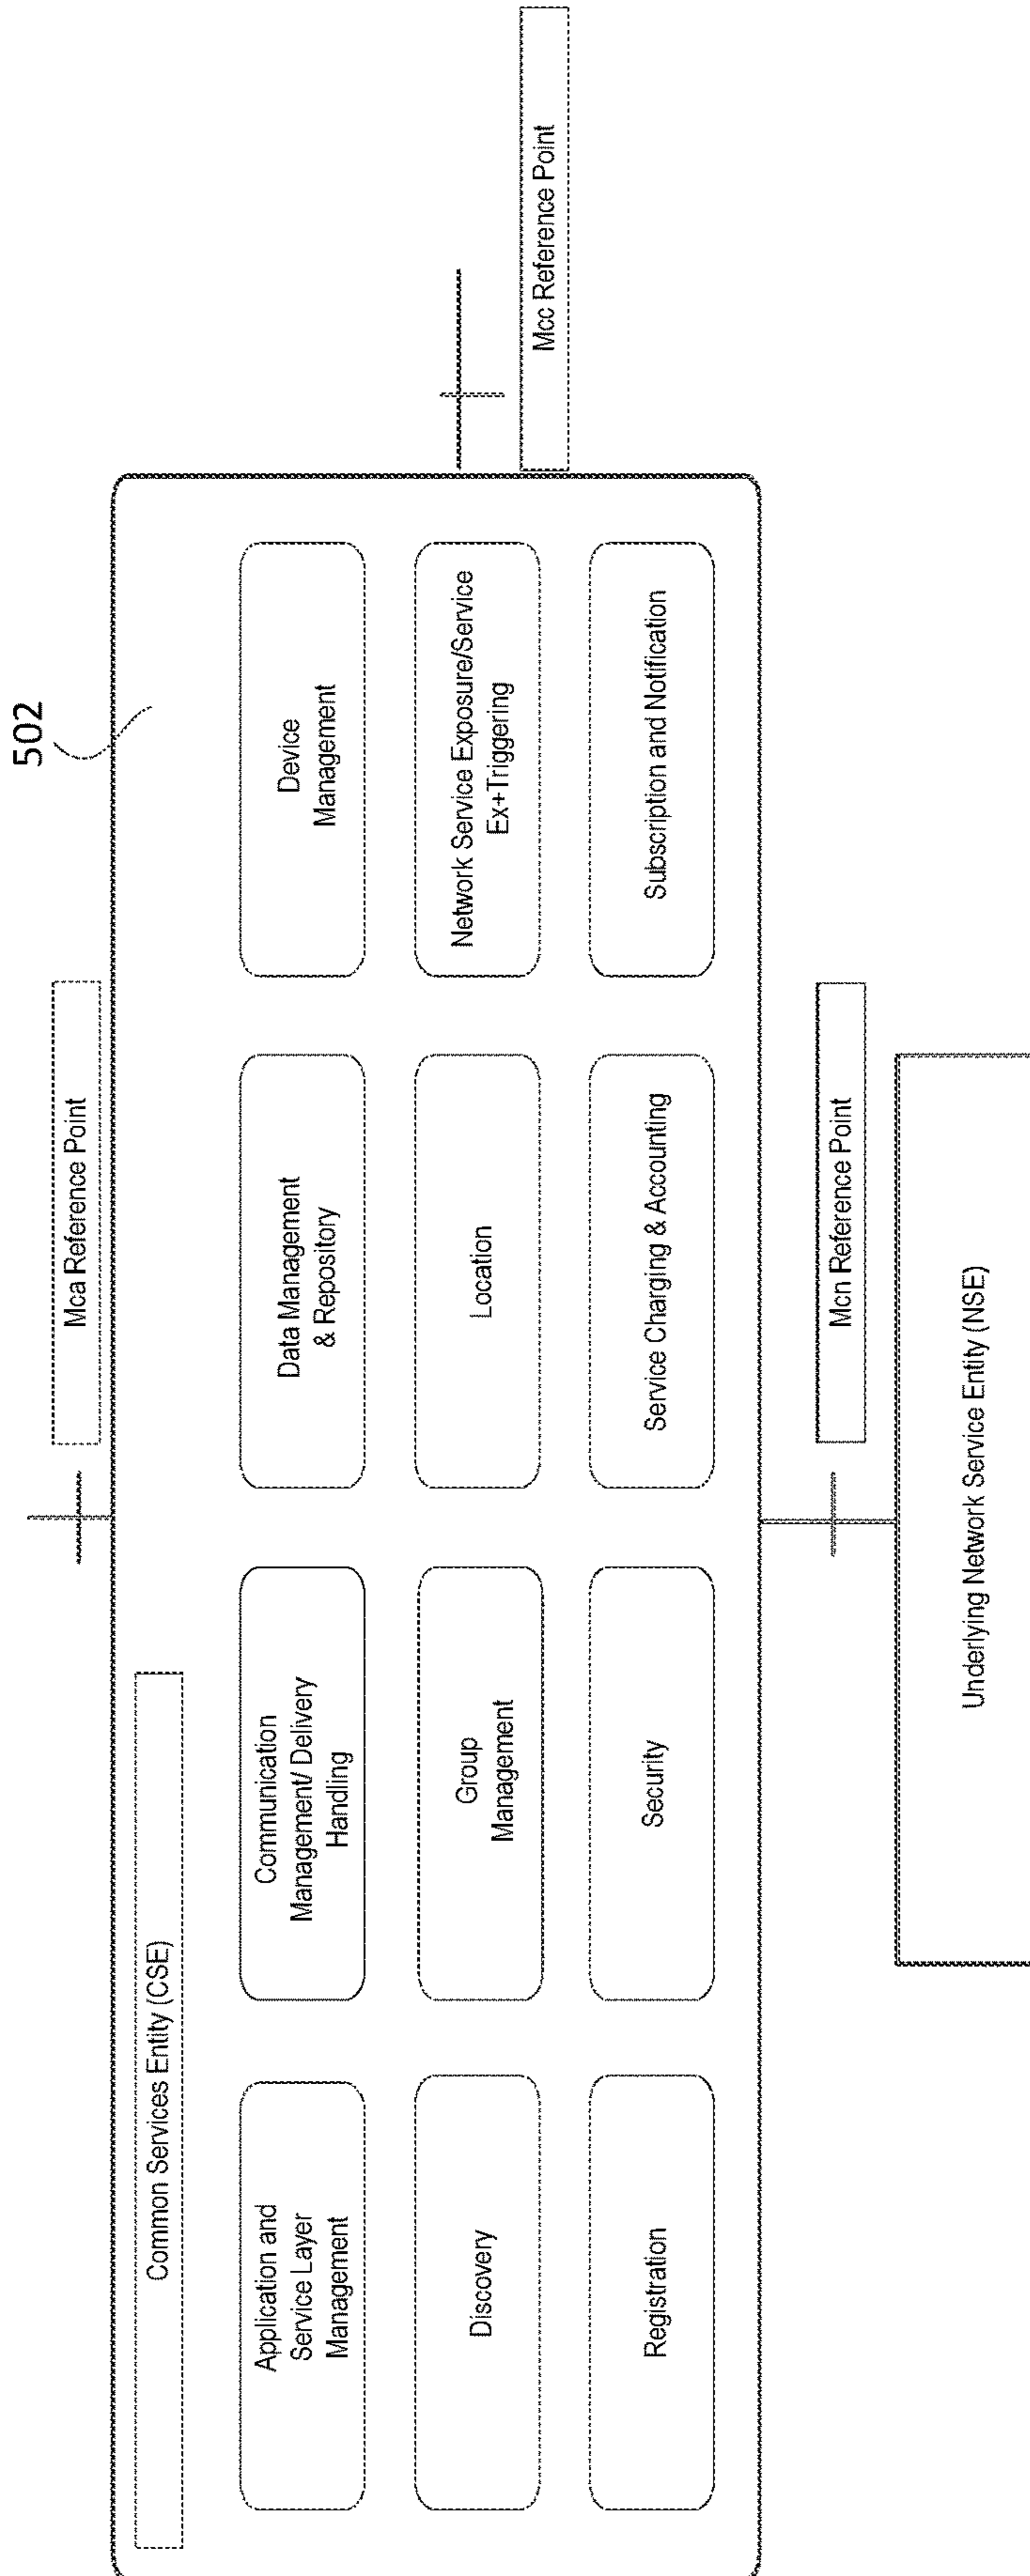 502
Mca Reference Point
Common Services Entity (CSE)
Application and
Service Layer
Management
Communication
Management/ Delivery
Handling
Data Management
& Repository
Device
Management
Discovery
Group
Management
Location
Network Service Exposure/Service
Ex+Triggering
Registration
Security
Service Charging & Accounting
Subscription and Notification
Mcc Reference Point
Mcn Reference Point
Underlying Network Service Entity (NSE)